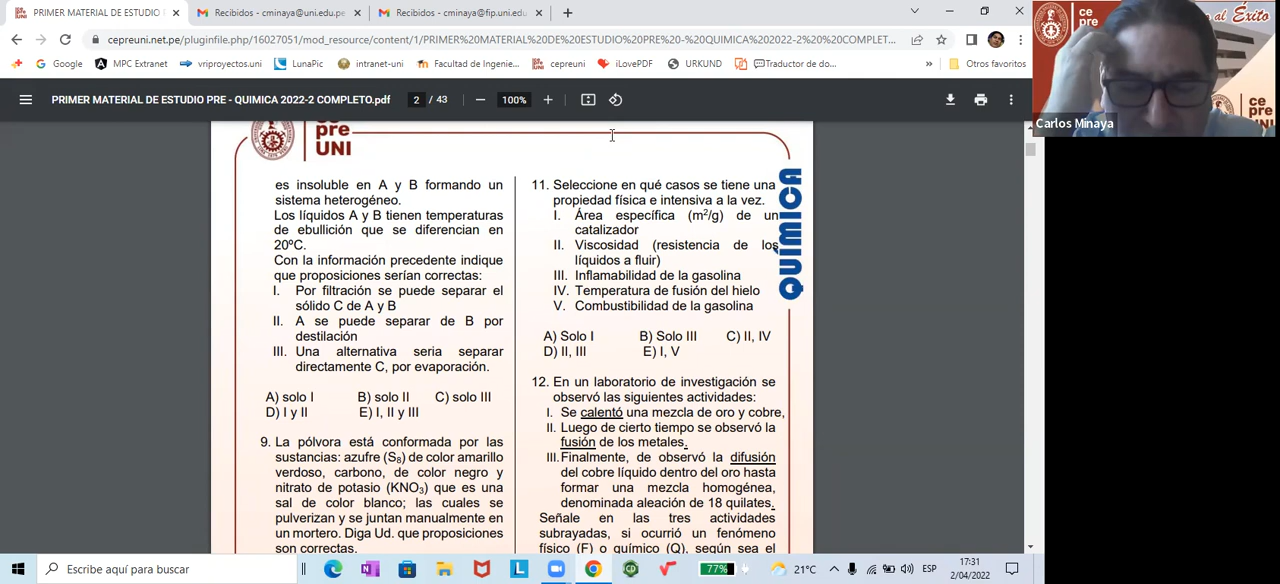 PRIMER MATERIAL DE ESTUDIO P
Recibidos - cminaya@uni.edu.pe
Recibidos - cminaya@fip.uni.edu
cepreuni.net.pe/pluginfile.php/16027051/mod_resource/content/1/PRIMER%20MATERIAL%20DE%20ESTUDIO%20PRE%20-%20QUIMICA%202022-2%20%20COMPLET...
Google
MPC Extranet
vriproyectos.uni
LunaPic
intranet-uni
Facultad de Ingenie...
cepreuni
iLovePDF
URKUND
Traductor de do...
»
Otros favoritos
PRIMER MATERIAL DE ESTUDIO PRE - QUIMICA 2022-2 COMPLETO.pdf
2 / 43
100%
pre
UNI
es insoluble en A y B formando un
sistema heterogéneo.
Los líquidos A y B tienen temperaturas
de ebullición que se diferencian en
20ºC.
Con la información precedente indique
que proposiciones serían correctas:
I. Por filtración se puede separar el
sólido C de A y B
II. A se puede separar de B por
destilación
III. Una alternativa seria separar
directamente C, por evaporación.
A) solo I B) solo II C) solo III
D) I y II E) I, II y III
9. La pólvora está conformada por las
sustancias: azufre (S₈) de color amarillo
verdoso, carbono, de color negro y
nitrato de potasio (KNO₃) que es una
sal de color blanco; las cuales se
pulverizan y se juntan manualmente en
un mortero. Diga Ud. que proposiciones
son correctas.
11. Seleccione en qué casos se tiene una
propiedad física e intensiva a la vez.
I. Área específica (m²/g) de un
catalizador
II. Viscosidad (resistencia de los
líquidos a fluir)
III. Inflamabilidad de la gasolina
IV. Temperatura de fusión del hielo
V. Combustibilidad de la gasolina
A) Solo I B) Solo III C) II, IV
D) II, III E) I, V
12. En un laboratorio de investigación se
observó las siguientes actividades:
I. Se calentó una mezcla de oro y cobre,
II. Luego de cierto tiempo se observó la
fusión de los metales.
III. Finalmente, de observó la difusión
del cobre líquido dentro del oro hasta
formar una mezcla homogénea,
denominada aleación de 18 quilates.
Señale en las tres actividades
subrayadas, si ocurrió un fenómeno
físico (F) o químico (Q), según sea el
QUÍMICA
ce
pre
UNI
al Éxito
ce
pre
Carlos Minaya
Escribe aquí para buscar
77%
21°C
ESP
17:31
2/04/2022